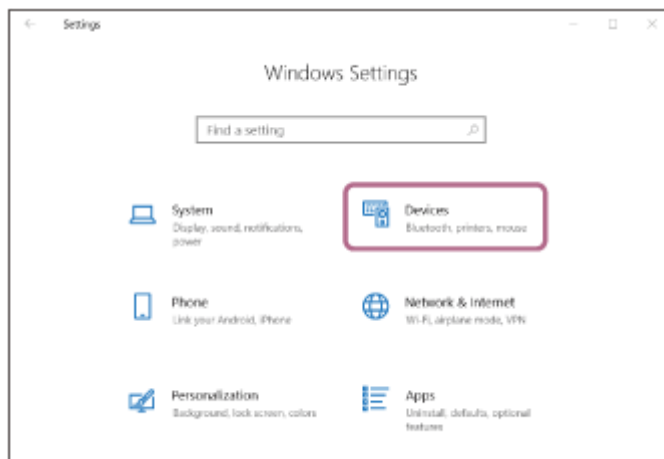 Settings
Windows Settings
Find a setting
System
Display, sound, notifications,
power
Devices
Bluetooth, printers, mouse
Phone
Link your Android, iPhone
Network & Internet
Wi-Fi, airplane mode, VPN
Personalization
Background, lock screen, colors
Apps
Uninstall, defaults, optional
features